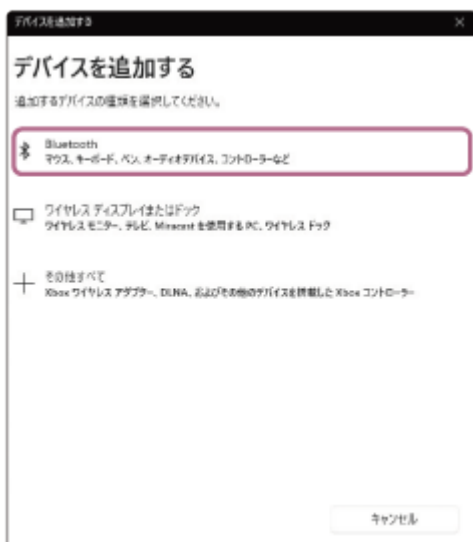 デバイスを追加する
デバイスを追加する
追加するデバイスの種類を選択してください。
Bluetooth
マウス、キーボード、ペン、オーディオデバイス、コントローラーなど
ワイヤレス ディスプレイまたはドック
ワイヤレス モニター、テレビ、Miracast を使用する PC、ワイヤレス ドック
その他すべて
Xbox ワイヤレス アダプター、DLNA、およびその他のデバイスを搭載した Xbox コントローラー
キャンセル